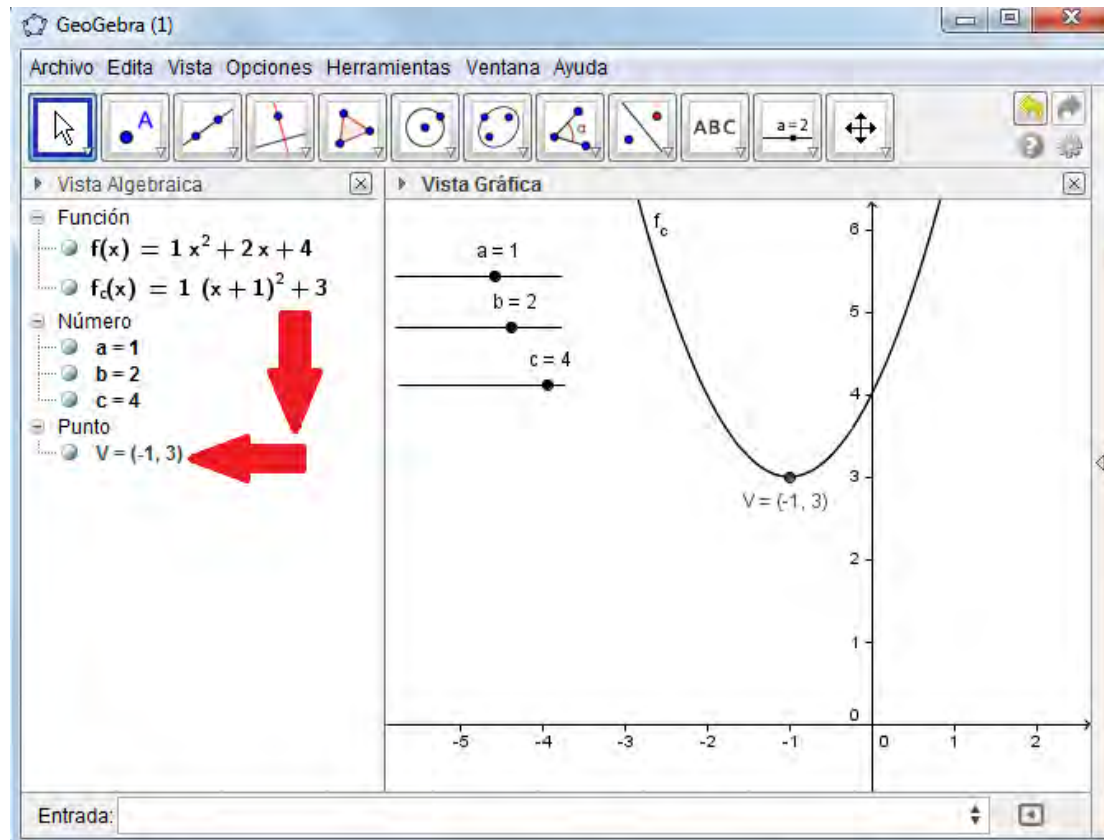 GeoGebra (1)
Archivo Edita Vista Opciones Herramientas Ventana Ayuda
A α ABC a=2
Vista Algebraica
Función
f(x) = 1 x² + 2 x + 4
f_c(x) = 1 (x + 1)² + 3
Número
a = 1
b = 2
c = 4
Punto
V = (-1, 3)
Vista Gráfica
f_c
a = 1
b = 2
c = 4
V = (-1, 3)
6
5
4
3
2
1
0
-5 -4 -3 -2 -1 0 1 2
Entrada: